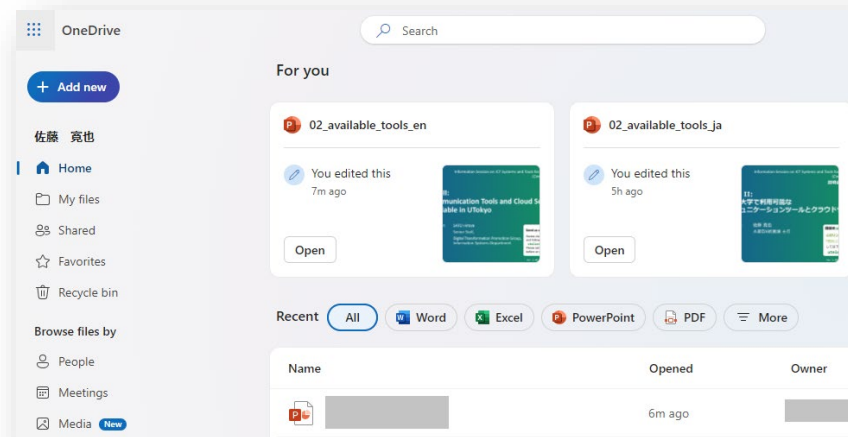 OneDrive
Search
Add new
佐藤　寛也
Home
My files
Shared
Favorites
Recycle bin
Browse files by
People
Meetings
Media New
For you
02_available_tools_en
You edited this
7m ago
Open
02_available_tools_ja
You edited this
5h ago
Open
Recent All Word Excel PowerPoint PDF More
Name Opened Owner
6m ago